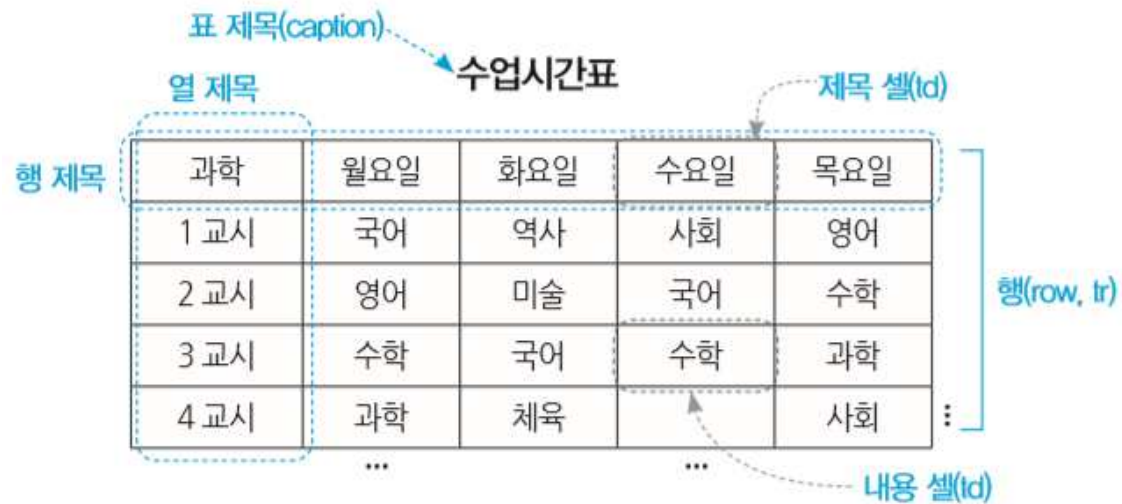 표 제목(caption)
수업시간표
열 제목
제목 셀(td)
행 제목
과학 월요일 화요일 수요일 목요일
1 교시 국어 역사 사회 영어
2 교시 영어 미술 국어 수학
행(row, tr)
3 교시 수학 국어 수학 과학
4 교시 과학 체육 사회 ...
... ...
내용 셀(td)